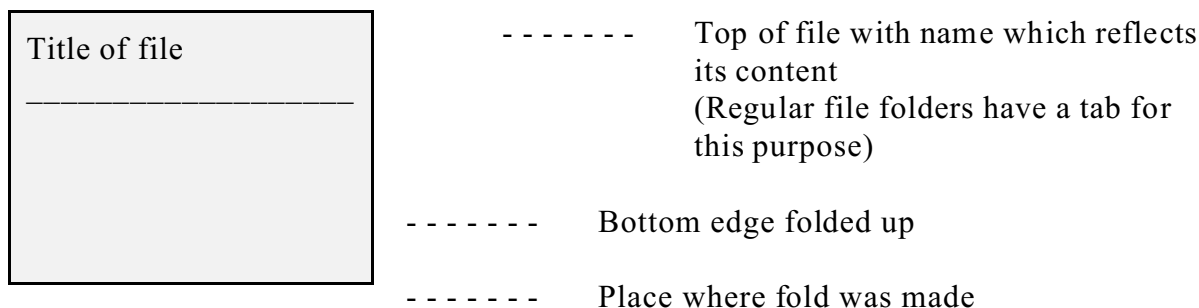 Title of file
___________________
- - - - - - - Top of file with name which reflects
its content
(Regular file folders have a tab for
this purpose)
- - - - - - - Bottom edge folded up
- - - - - - - Place where fold was made